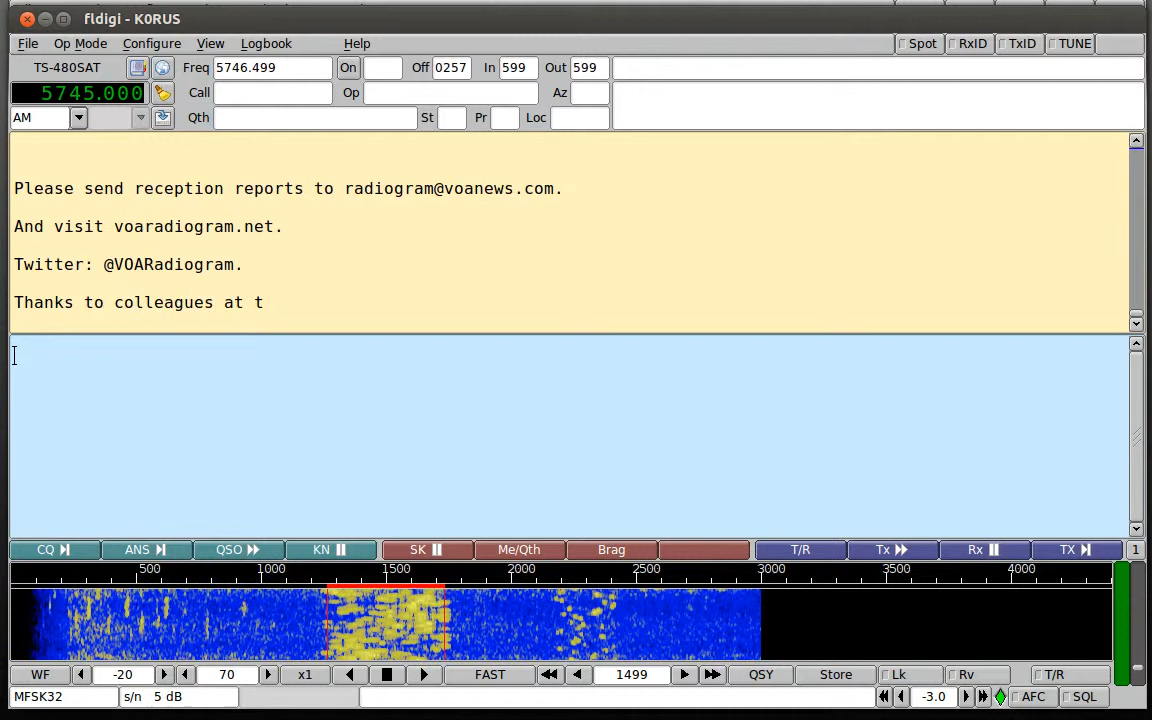 fldigi - K0RUS
File Op Mode Configure View Logbook Help Spot RxID TxID TUNE
TS-480SAT Freq 5746.499 On Off 0257 In 599 Out 599
5745.000 Call Op Az
AM Qth St Pr Loc
Please send reception reports to radiogram@voanews.com.
And visit voaradiogram.net.
Twitter: @VOARadiogram.
Thanks to colleagues at t
CQ ANS QSO KN SK Me/Qth Brag T/R Tx Rx TX 1
500 1000 1500 2000 2500 3000 3500 4000
WF -20 70 x1 FAST 1499 QSY Store Lk Rv T/R
MFSK32 s/n 5 dB -3.0 AFC SQL